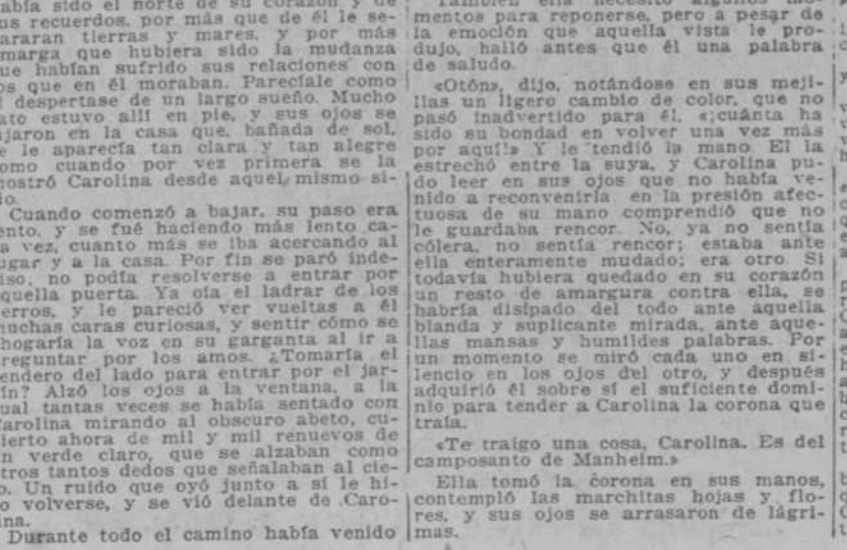 había sido el norte de su corazón y de
sus recuerdos, por más que de él le se-
araran tierras y mares, y por más
marga que hubiera sido la mudanza
ue habían sufrido sus relaciones con
os que en él moraban. Parecíale como
i despertase de un largo sueño. Mucho
ato estuvo allí en pie, y sus ojos se
ijaron en la casa que, bañada de sol,
e le aparecía tan clara y tan alegre
omo cuando por vez primera se la
nostró Carolina desde aquel mismo si-
io.
Cuando comenzó a bajar, su paso era
ento, y se fué haciendo más lento ca-
a vez, cuanto más se iba acercando al
ugar y a la casa. Por fin se paró inde-
iso, no podía resolverse a entrar por
quella puerta. Ya oía el ladrar de los
erros, y le pareció ver vueltas a él
nuchas caras curiosas, y sentir cómo se
hogaría la voz en su garganta al ir a
reguntar por los amos. ¿Tomaría el
endero del lado para entrar por el jar-
ín? Alzó los ojos a la ventana, a la
ual tantas veces se había sentado con
Carolina mirando al obscuro abeto, cu-
ierto ahora de mil y mil renuevos de
n verde claro, que se alzaban como
tros tantos dedos que señalaban al cie-
o. Un ruido que oyó junto a sí le hi-
o volverse, y se vió delante de Caro-
ina.
Durante todo el camino había venido
También ella necesitó algunos mo-
mentos para reponerse, pero a pesar de
la emoción que aquella vista le pro-
dujo, halló antes que él una palabra
de saludo.
«Otón», dijo, notándose en sus meji-
llas un ligero cambio de color, que no
pasó inadvertido para él, «¡cuánta ha
sido su bondad en volver una vez más
por aquí!» Y le tendió la mano. El la
estrechó entre la suya, y Carolina pu-
do leer en sus ojos que no había ve-
nido a reconvenirla en la presión afec-
tuosa de su mano comprendió que no
le guardaba rencor. No, ya no sentía
cólera, no sentía rencor; estaba ante
ella enteramente mudado; era otro. Si
todavía hubiera quedado en su corazón
un resto de amargura contra ella, se
habría disipado del todo ante aquella
blanda y suplicante mirada, ante aque-
llas mansas y humildes palabras. Por
un momento se miró cada uno en si-
lencio en los ojos del otro, y después
adquirió él sobre sí el suficiente domi-
nio para tender a Carolina la corona que
traía.
«Te traigo una cosa, Carolina. Es del
camposanto de Manheim.»
Ella tomó la corona en sus manos,
contempló las marchitas hojas y flo-
res, y sus ojos se arrasaron de lágri-
mas.